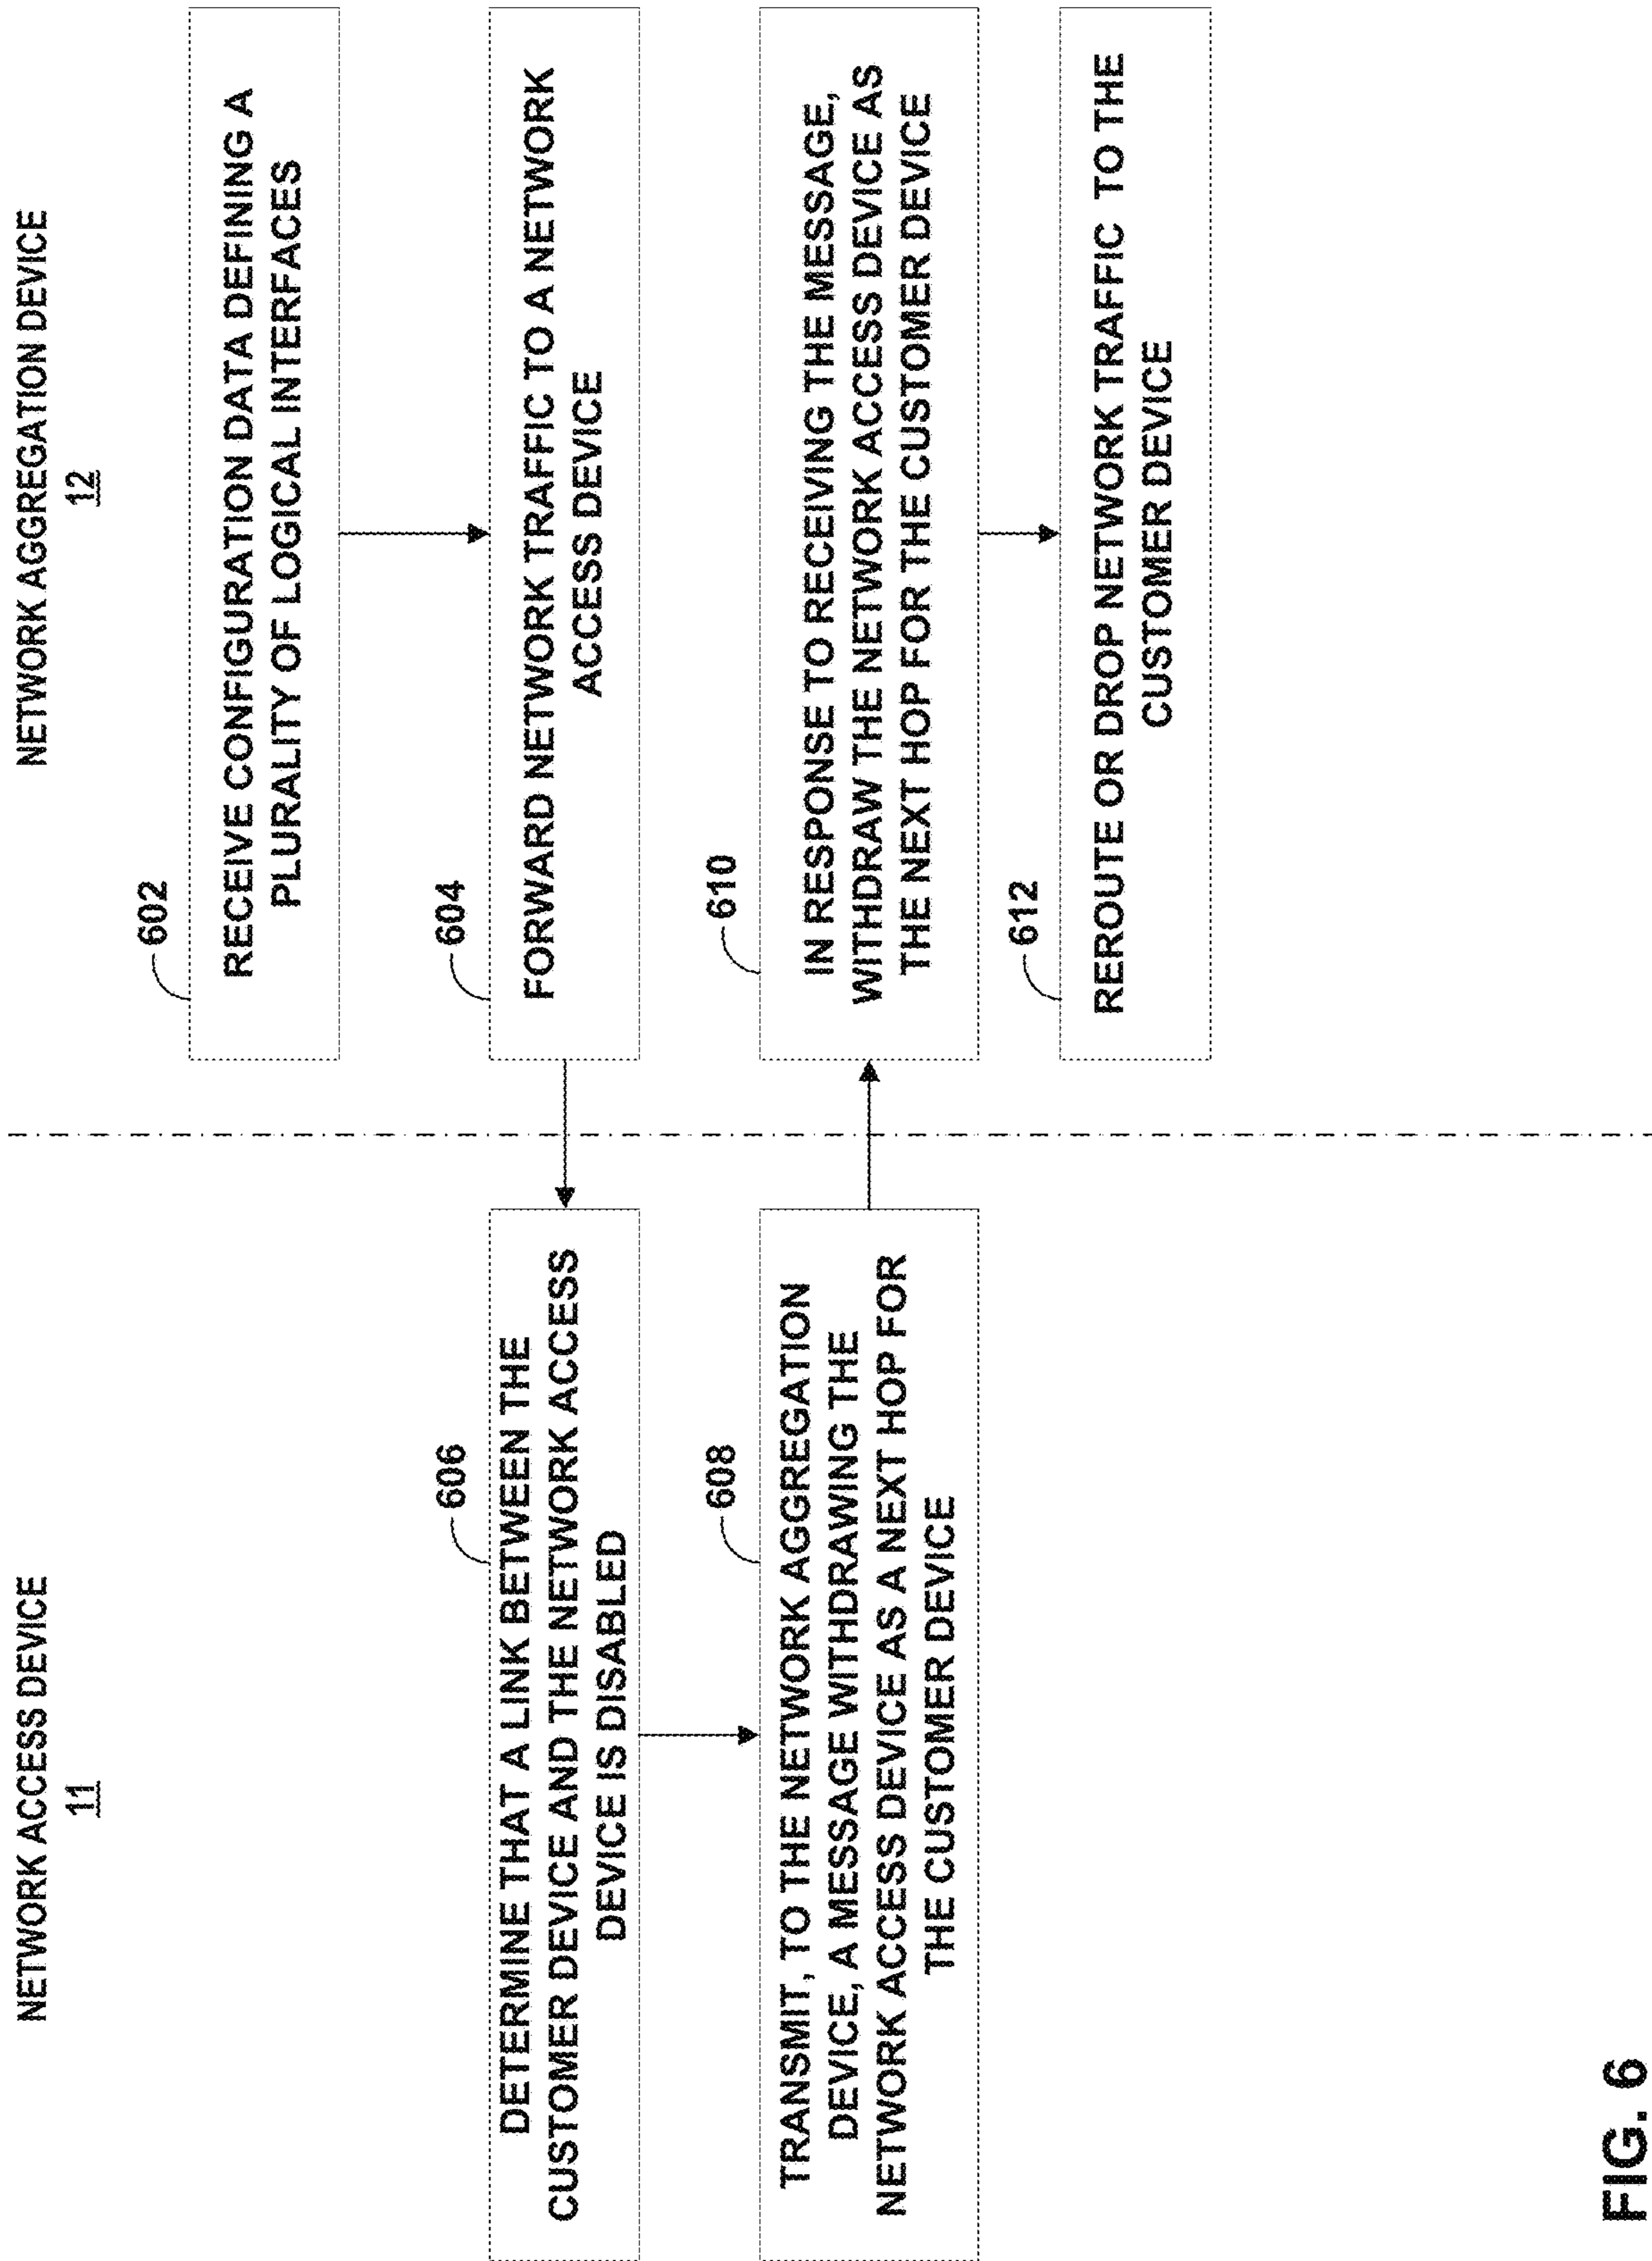 NETWORK ACCESS DEVICE
11
NETWORK AGGREGATION DEVICE
12
602
RECEIVE CONFIGURATION DATA DEFINING A
PLURALITY OF LOGICAL INTERFACES
604
FORWARD NETWORK TRAFFIC TO A NETWORK
ACCESS DEVICE
606
DETERMINE THAT A LINK BETWEEN THE
CUSTOMER DEVICE AND THE NETWORK ACCESS
DEVICE IS DISABLED
608
TRANSMIT, TO THE NETWORK AGGREGATION
DEVICE, A MESSAGE WITHDRAWING THE
NETWORK ACCESS DEVICE AS A NEXT HOP FOR
THE CUSTOMER DEVICE
610
IN RESPONSE TO RECEIVING THE MESSAGE,
WITHDRAW THE NETWORK ACCESS DEVICE AS
THE NEXT HOP FOR THE CUSTOMER DEVICE
612
REROUTE OR DROP NETWORK TRAFFIC TO THE
CUSTOMER DEVICE
FIG. 6